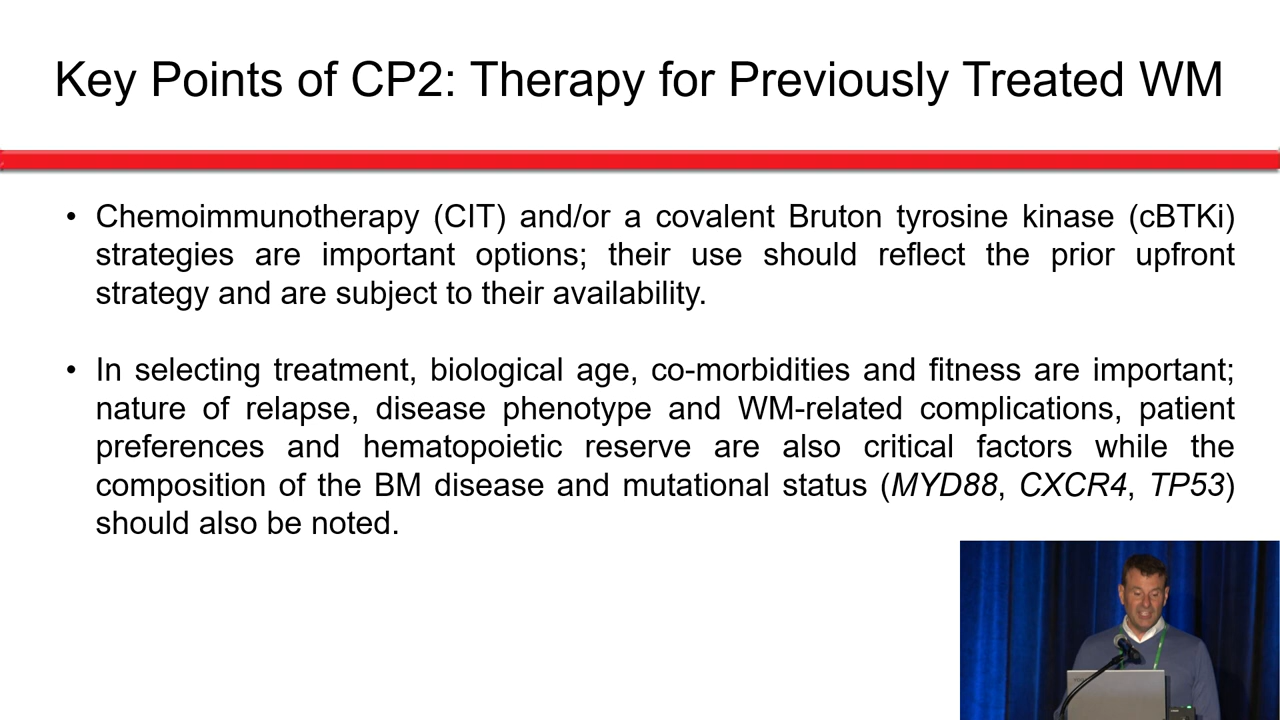 Key Points of CP2: Therapy for Previously Treated WM
• Chemoimmunotherapy (CIT) and/or a covalent Bruton tyrosine kinase (cBTKi)
strategies are important options; their use should reflect the prior upfront
strategy and are subject to their availability.
• In selecting treatment, biological age, co-morbidities and fitness are important;
nature of relapse, disease phenotype and WM-related complications, patient
preferences and hematopoietic reserve are also critical factors while the
composition of the BM disease and mutational status (MYD88, CXCR4, TP53)
should also be noted.